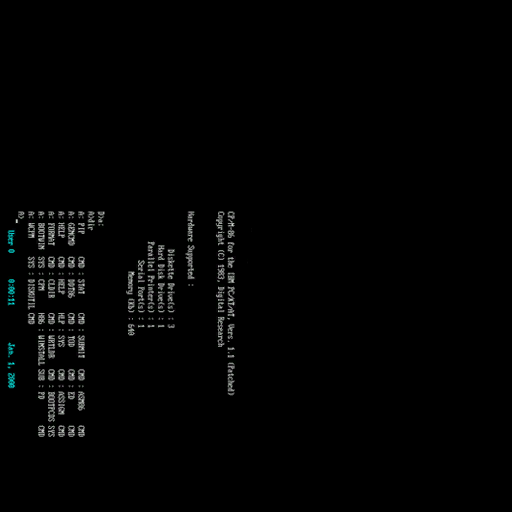 CP/M-86 for the IBM PC/XT/AT, Vers. 1.1 (Patched)
Copyright (C) 1983, Digital Research
Hardware Supported :
Diskette Drive(s) : 3
Hard Disk Drive(s) : 1
Parallel Printer(s) : 1
Serial Port(s) : 1
Memory (Kb) : 640
D>a:
A>dir
A: PIP CMD : STAT CMD : SUBMIT CMD : ASM86 CMD
A: GENCMD CMD : DDT86 CMD : TOD CMD : ED CMD
A: HELP CMD : HELP HLP : SYS CMD : ASSIGN CMD
A: FORMAT CMD : CLDIR CMD : WRTLDR CMD : BOOTPCDS SYS
A: BOOTWIN SYS : CPM H86 : WINSTALL SUB : PD CMD
A: WCPM SYS : DISKUTIL CMD
A>
User 0 0:00:11 Jan. 1, 2000